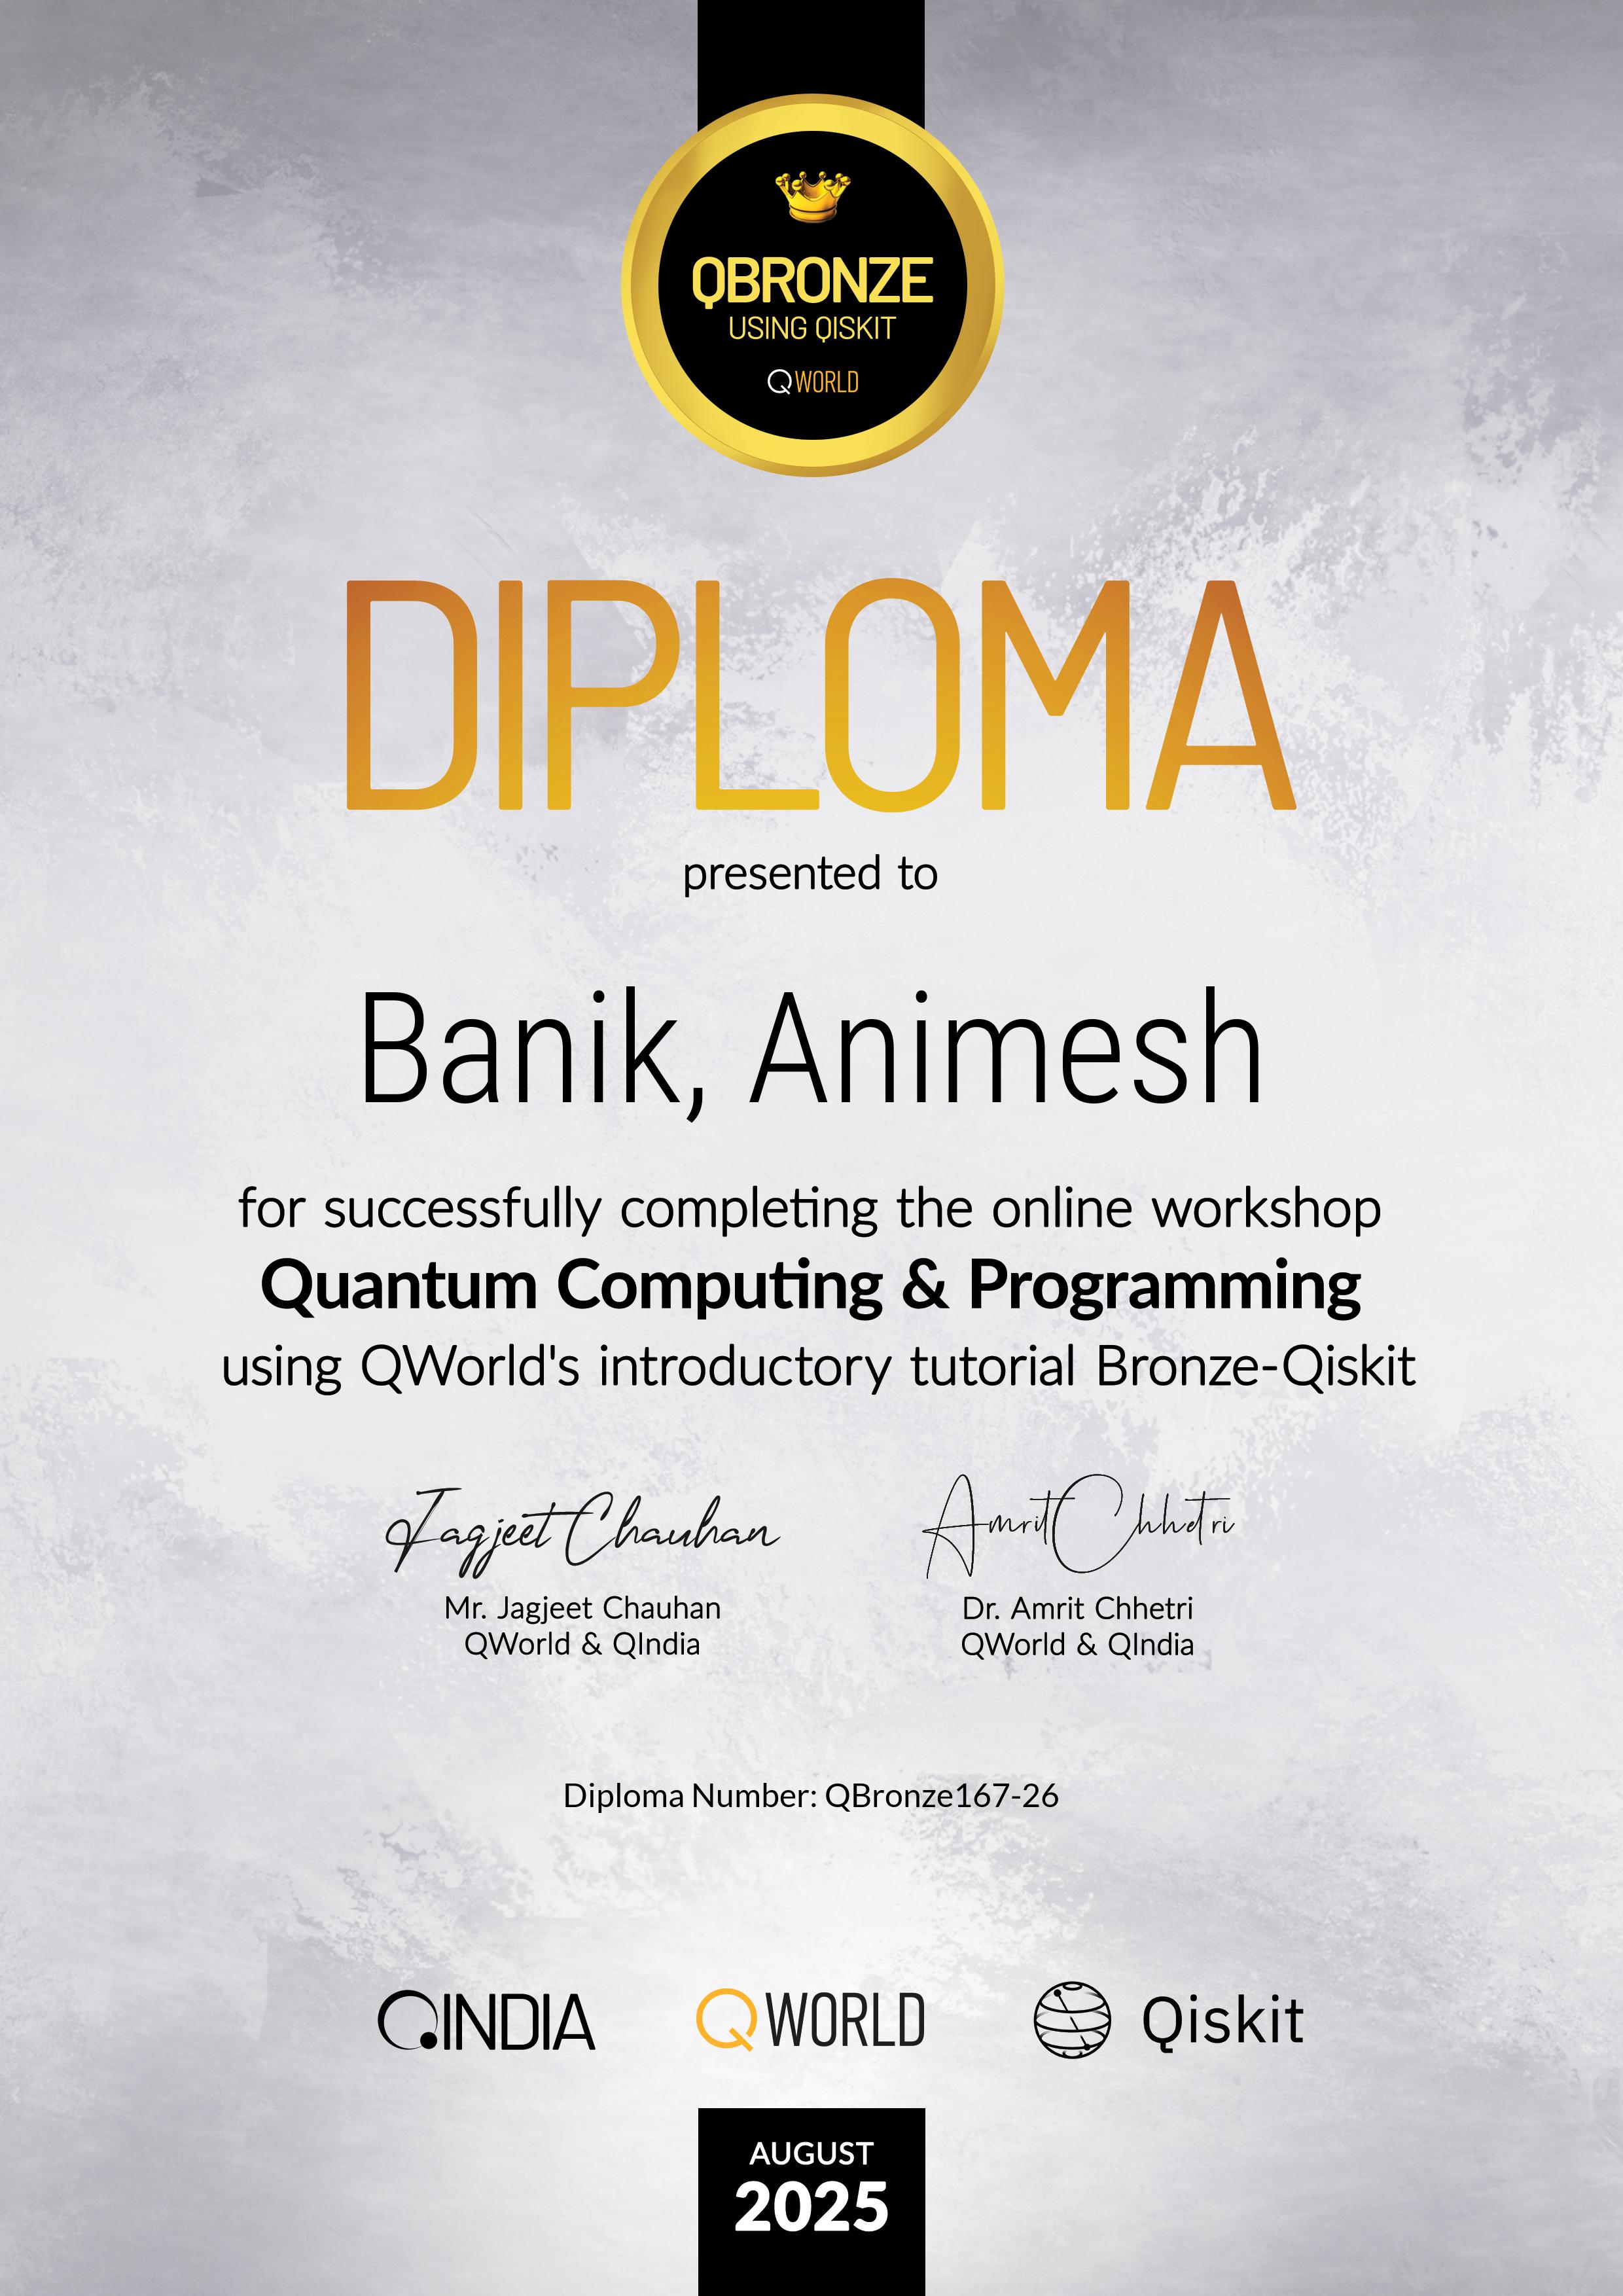 QBRONZE
USING QISKIT
QWORLD
DIPLOMA
presented to
Banik, Animesh
for successfully completing the online workshop
Quantum Computing & Programming
using QWorld's introductory tutorial Bronze-Qiskit
Jagjeet Chauhan
Amrit Chhetri
Mr. Jagjeet Chauhan
QWorld & QIndia
Dr. Amrit Chhetri
QWorld & QIndia
Diploma Number: QBronze167-26
QINDIA
QWORLD
Qiskit
AUGUST
2025